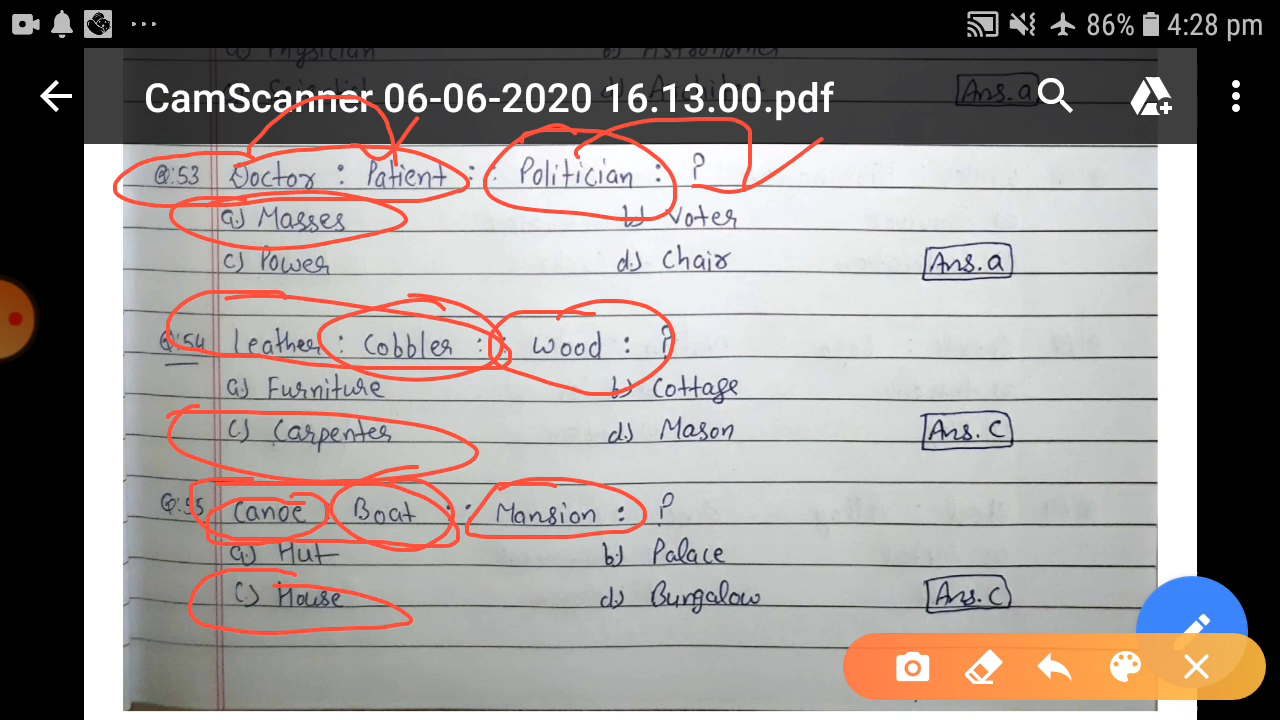 86% 4:28 pm
a) Physician b) Astronomer
CamScanner 06-06-2020 16.13.00.pdf
Ans. a
Q:53 Doctor : Patient :: Politician : ?
a.) Masses b.) Voter
c) Power d.) Chair Ans. a
Q:54 Leather : Cobbler :: Wood : ?
a) Furniture b.) Cottage
c.) Carpenter d.) Mason Ans. C
Q:55 Canoe : Boat :: Mansion : ?
a.) Hut b.) Palace
c.) House d.) Bungalow Ans. C